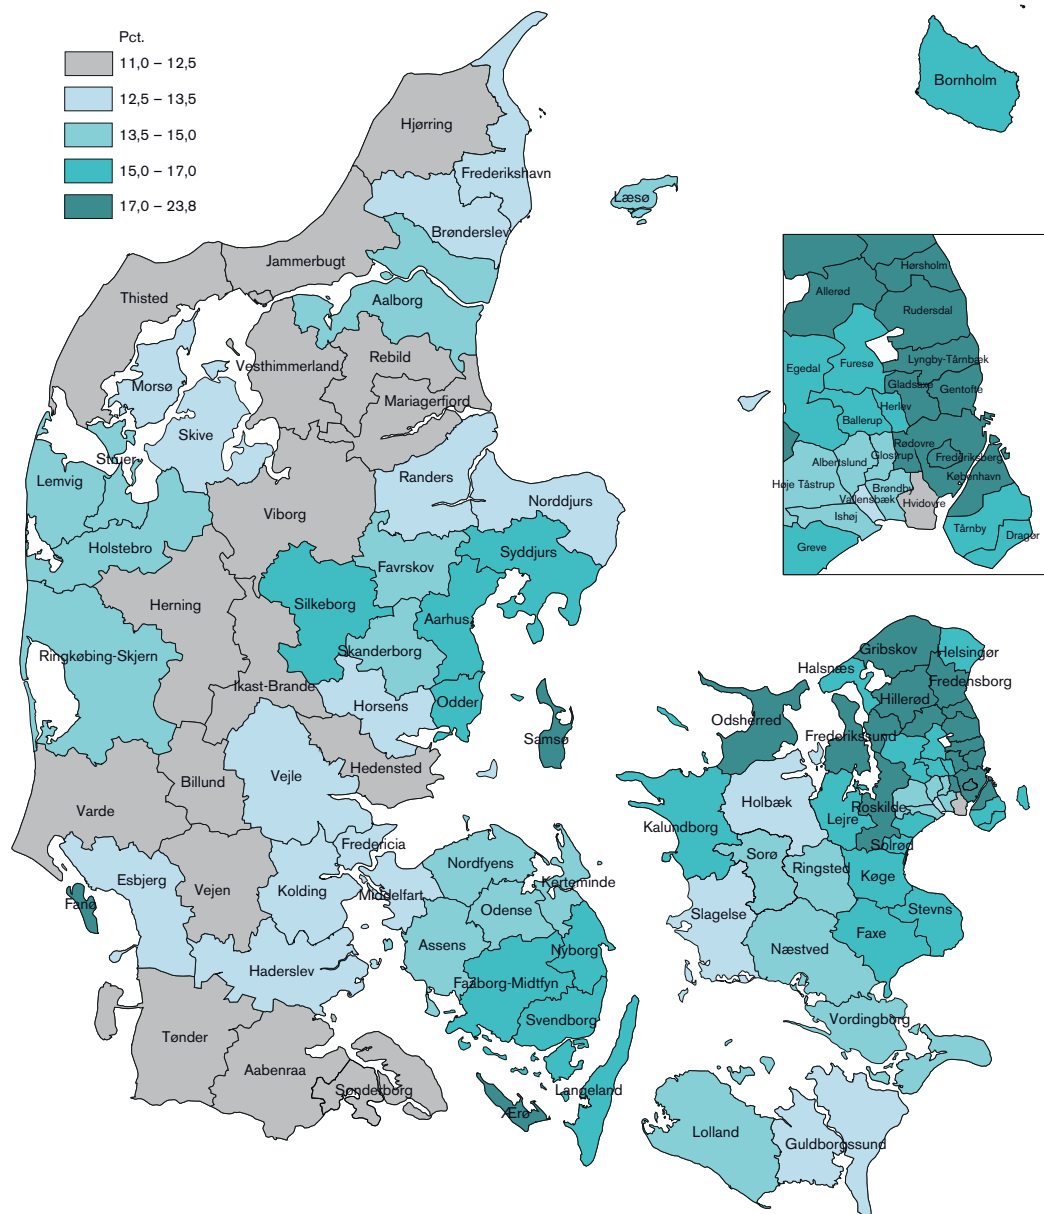 Pct.
11,0 – 12,5
12,5 – 13,5
13,5 – 15,0
15,0 – 17,0
17,0 – 23,8
Bornholm
Hjørring
Frederikshavn
Læsø
Brønderslev
Jammerbugt
Thisted
Aalborg
Rebild
Vesthimmerland
Morsø
Mariagerfjord
Skive
Struer
Lemvig
Randers
Norddjurs
Viborg
Holstebro
Syddjurs
Favrskov
Herning
Silkeborg
Aarhus
Skanderborg
Ringkøbing-Skjern
Ikast-Brande
Horsens
Odder
Samsø
Hedensted
Vejle
Billund
Varde
Fredericia
Esbjerg
Vejen
Kolding
Middelfart
Fanø
Haderslev
Tønder
Aabenraa
Sønderborg
Nordfyens
Kerteminde
Odense
Assens
Nyborg
Faaborg-Midtfyn
Svendborg
Langeland
Ærø
Hørsholm
Allerød
Rudersdal
Lyngby-Tårnbæk
Furesø
Egedal
Gladsaxe
Gentofte
Herlev
Ballerup
Rødovre
Glostrup
Frederiksberg
Albertslund
København
Høje Tåstrup
Brøndby
Vallensbæk
Hvidovre
Ishøj
Tårnby
Dragør
Greve
Gribskov
Helsingør
Halsnæs
Fredensborg
Hillerød
Odsherred
Frederikssund
Holbæk
Roskilde
Lejre
Kalundborg
Solrød
Sorø
Ringsted
Køge
Stevns
Slagelse
Faxe
Næstved
Vordingborg
Lolland
Guldborgssund